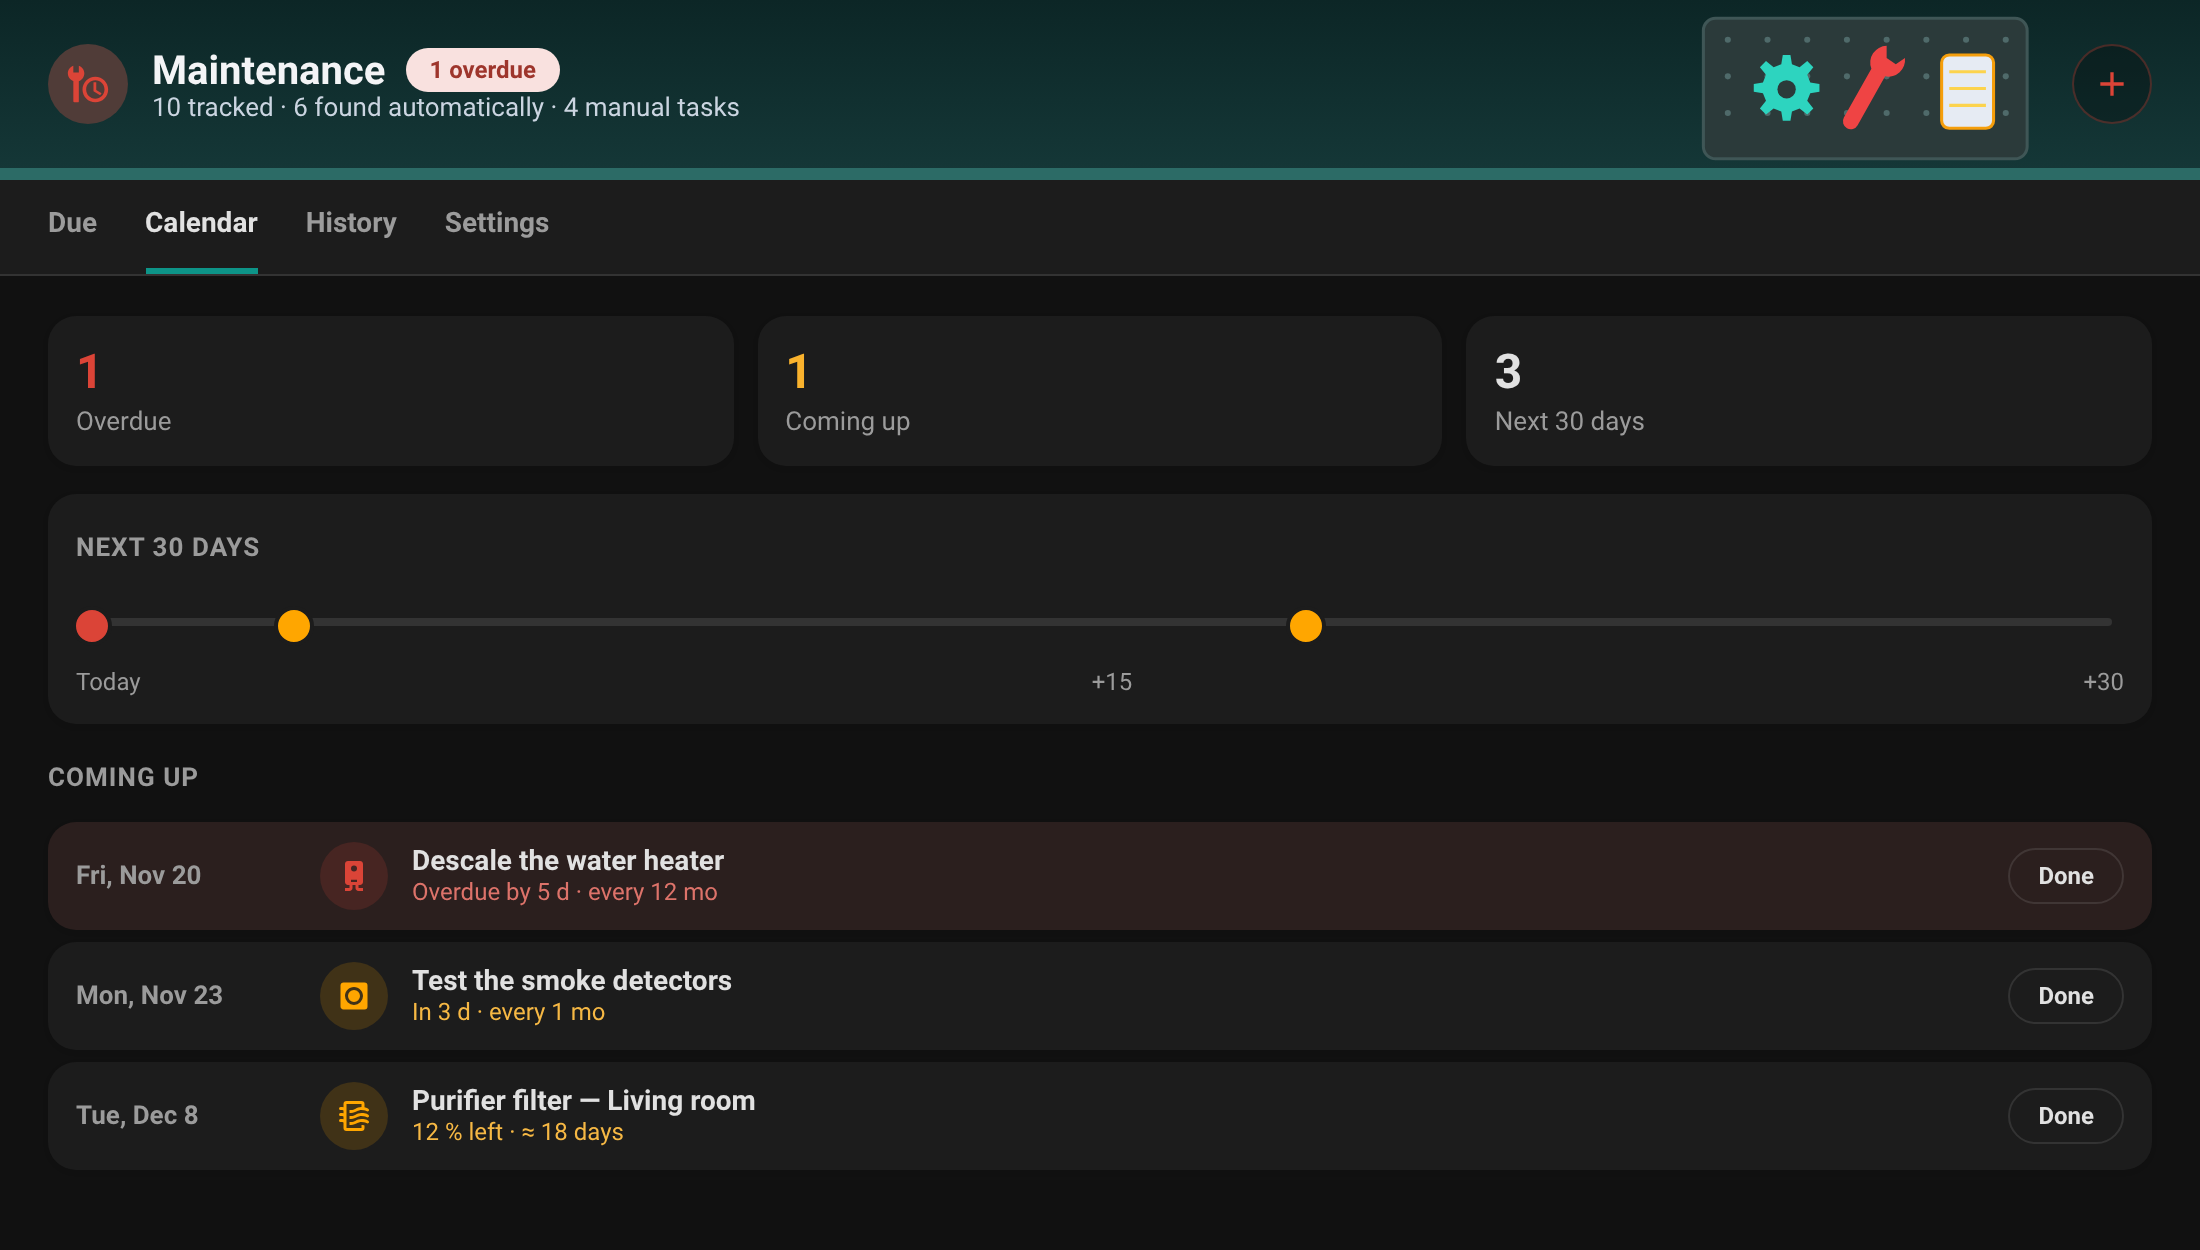 Maintenance 1 overdue
10 tracked · 6 found automatically · 4 manual tasks
Due Calendar History Settings
1
Overdue
1
Coming up
3
Next 30 days
NEXT 30 DAYS
Today +15 +30
COMING UP
Fri, Nov 20
Descale the water heater
Overdue by 5 d · every 12 mo
Done
Mon, Nov 23
Test the smoke detectors
In 3 d · every 1 mo
Done
Tue, Dec 8
Purifier filter — Living room
12 % left · ≈ 18 days
Done